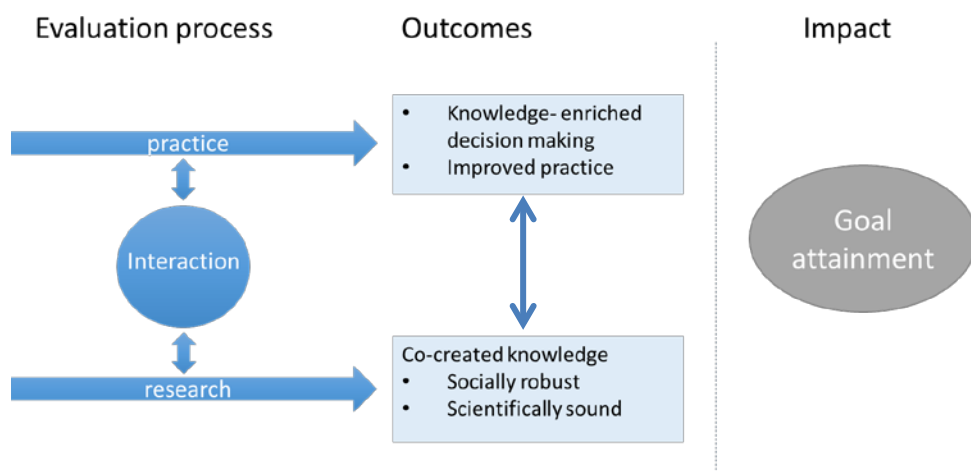 Evaluation process
Outcomes
Impact
practice
Interaction
research
• Knowledge- enriched
decision making
• Improved practice
Co-created knowledge
• Socially robust
• Scientifically sound
Goal
attainment